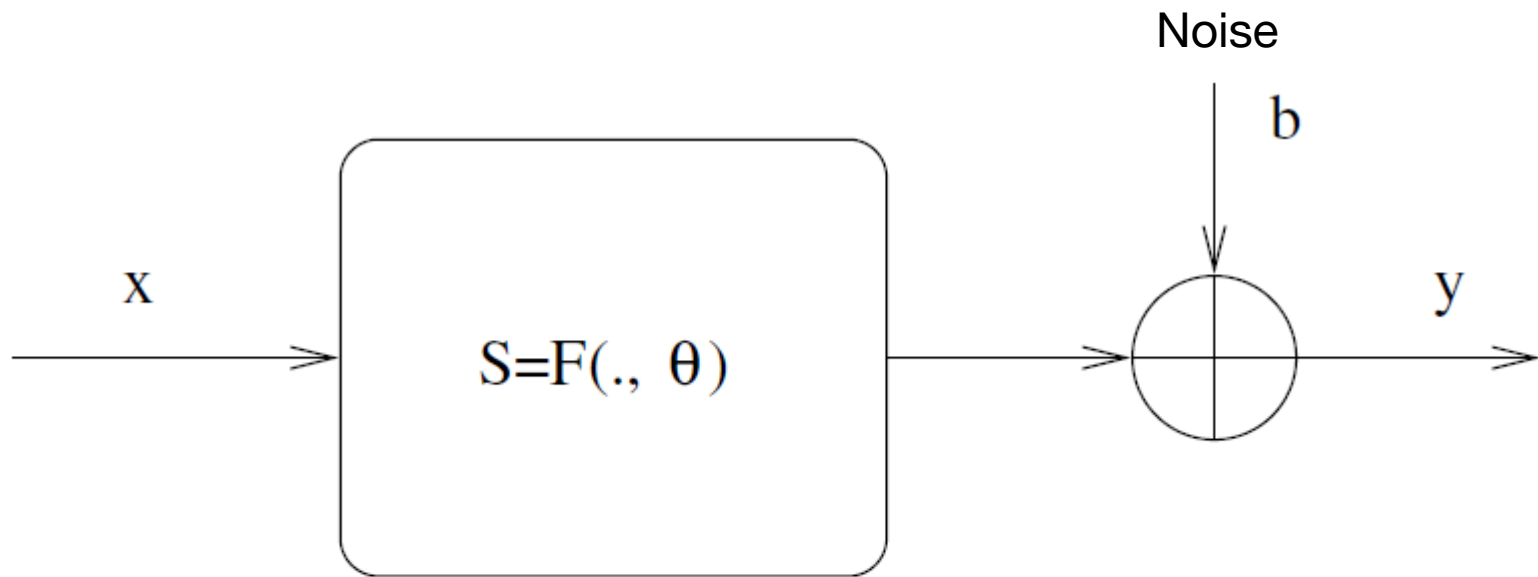 Noise
b
x
y
S=F(., θ)